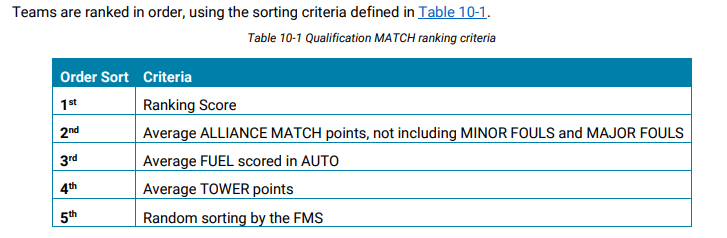 Teams are ranked in order, using the sorting criteria defined in Table 10-1.
Table 10-1 Qualification MATCH ranking criteria
Order Sort Criteria
1st Ranking Score
2nd Average ALLIANCE MATCH points, not including MINOR FOULS and MAJOR FOULS
3rd Average FUEL scored in AUTO
4th Average TOWER points
5th Random sorting by the FMS